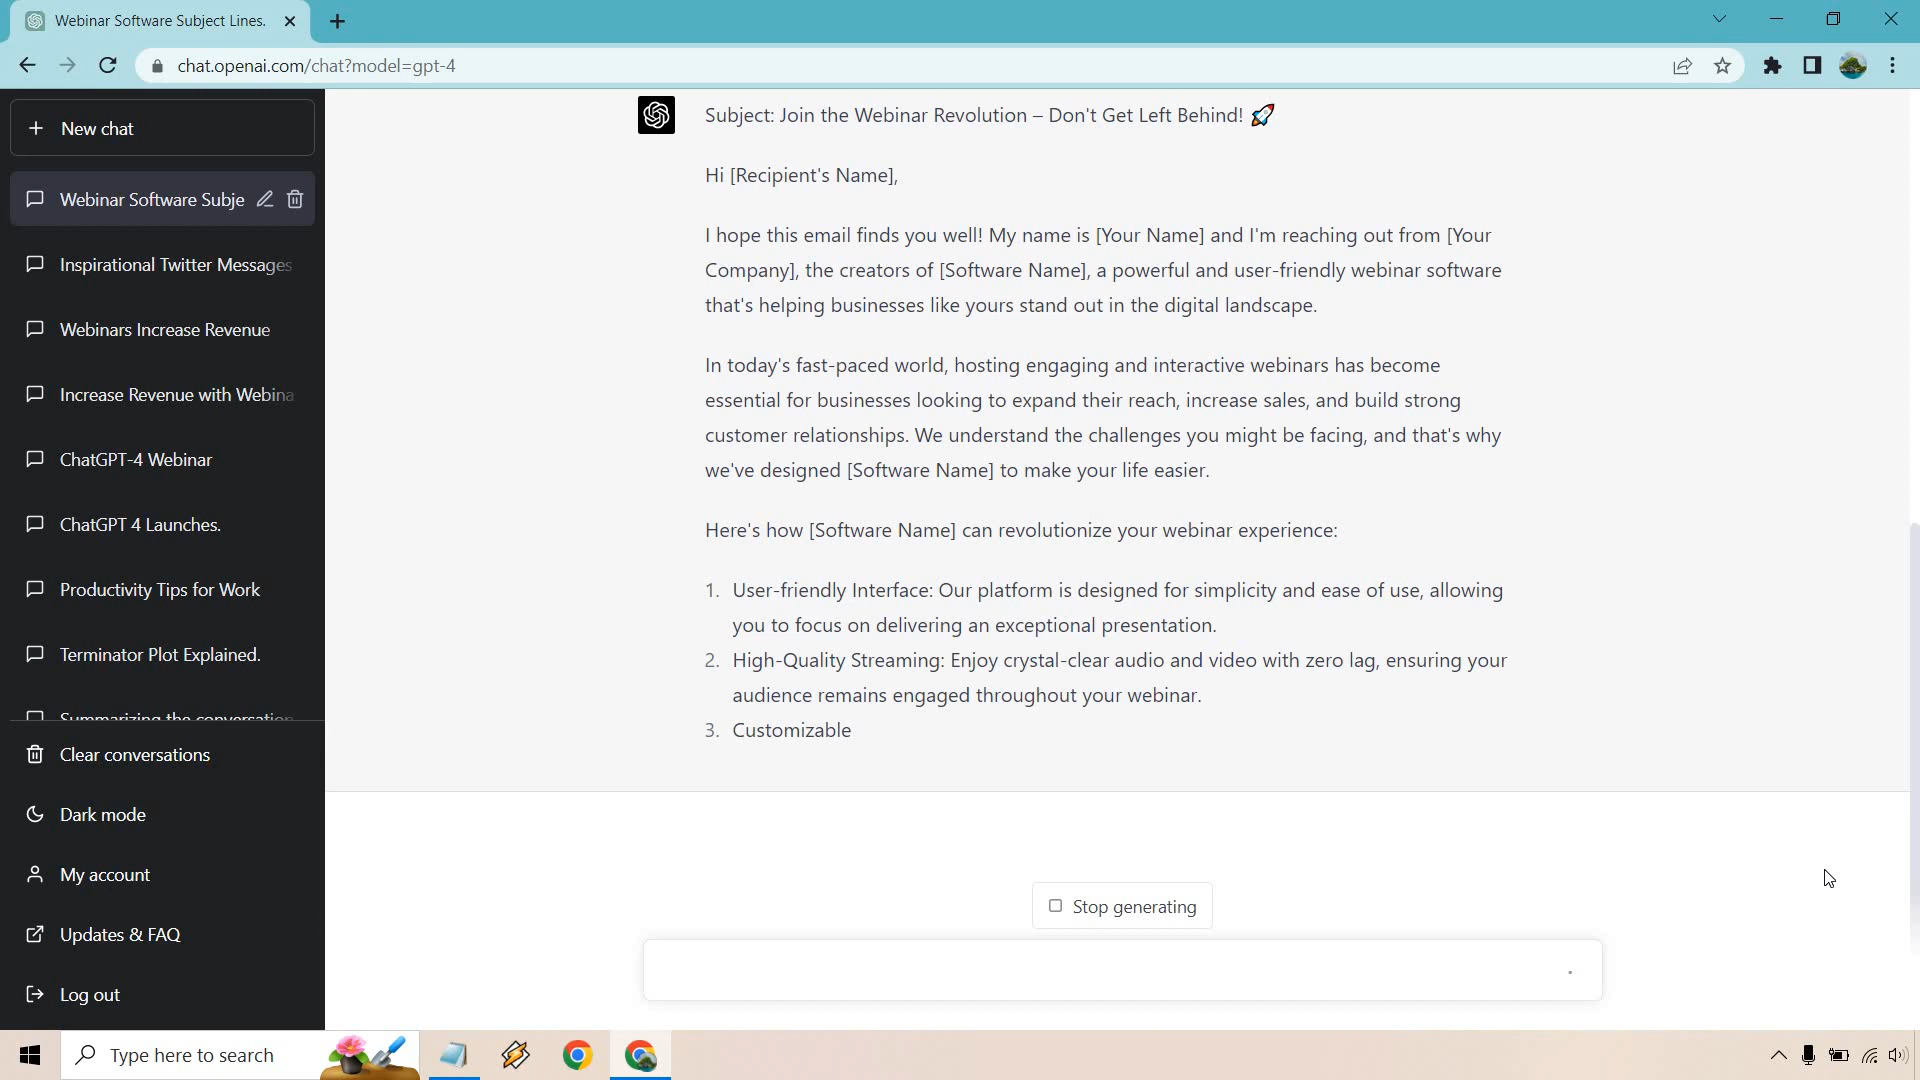 Webinar Software Subject Lines.
chat.openai.com/chat?model=gpt-4
New chat
Webinar Software Subje
Inspirational Twitter Messages
Webinars Increase Revenue
Increase Revenue with Webina
ChatGPT-4 Webinar
ChatGPT 4 Launches.
Productivity Tips for Work
Terminator Plot Explained.
Summarizing the conversation
Clear conversations
Dark mode
My account
Updates & FAQ
Log out
Subject: Join the Webinar Revolution – Don't Get Left Behind! 🚀
Hi [Recipient's Name],
I hope this email finds you well! My name is [Your Name] and I'm reaching out from [Your
Company], the creators of [Software Name], a powerful and user-friendly webinar software
that's helping businesses like yours stand out in the digital landscape.
In today's fast-paced world, hosting engaging and interactive webinars has become
essential for businesses looking to expand their reach, increase sales, and build strong
customer relationships. We understand the challenges you might be facing, and that's why
we've designed [Software Name] to make your life easier.
Here's how [Software Name] can revolutionize your webinar experience:
1. User-friendly Interface: Our platform is designed for simplicity and ease of use, allowing
you to focus on delivering an exceptional presentation.
2. High-Quality Streaming: Enjoy crystal-clear audio and video with zero lag, ensuring your
audience remains engaged throughout your webinar.
3. Customizable
Stop generating
Type here to search